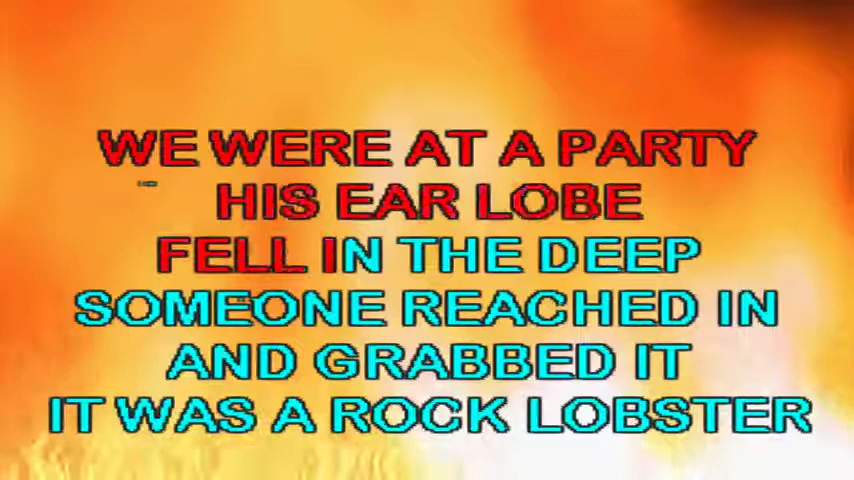 WE WERE AT A PARTY
HIS EAR LOBE
FELL IN THE DEEP
SOMEONE REACHED IN
AND GRABBED IT
IT WAS A ROCK LOBSTER